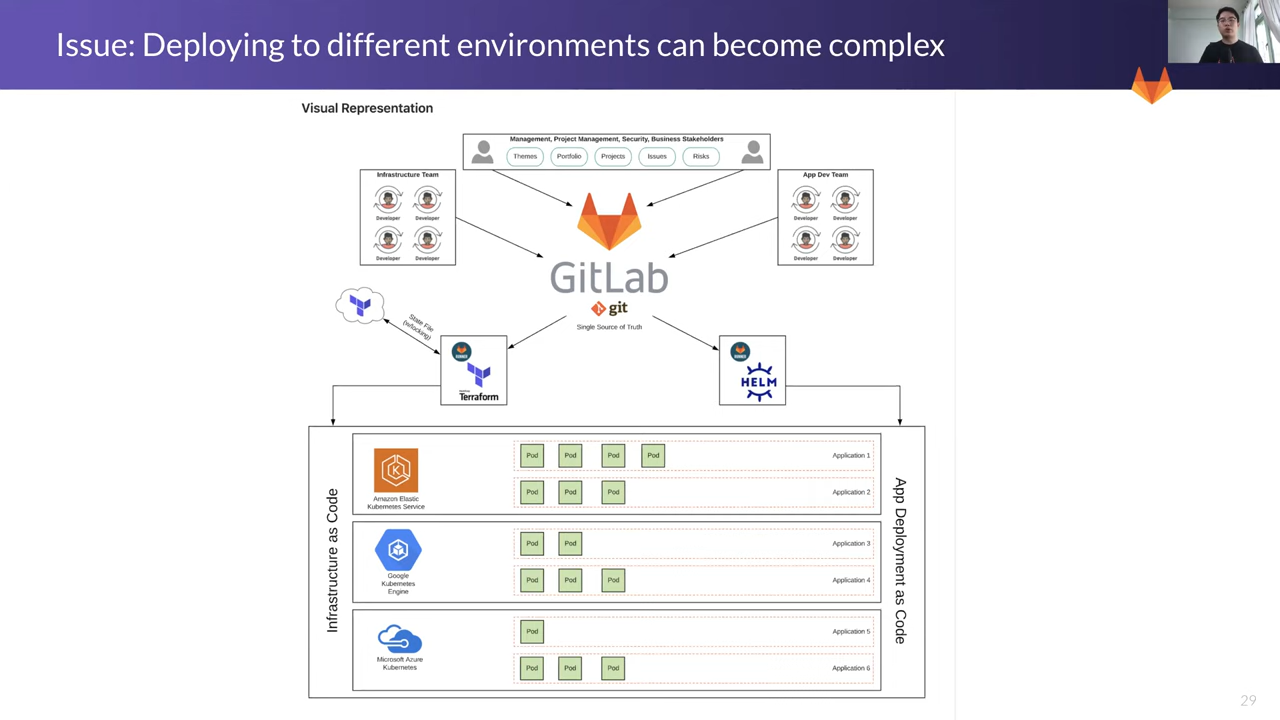 Issue: Deploying to different environments can become complex
Visual Representation
Management, Project Management, Security, Business Stakeholders
Themes
Portfolio
Projects
Issues
Risks
Infrastructure Team
Developer
Developer
Developer
Developer
App Dev Team
Developer
Developer
Developer
Developer
GitLab
git
Single Source of Truth
State File
(w/locking)
RUNNER
Terraform
RUNNER
HELM
Infrastructure as Code
App Deployment as Code
Amazon Elastic
Kubernetes Service
Pod
Pod
Pod
Pod
Application 1
Pod
Pod
Pod
Application 2
Google
Kubernetes
Engine
Pod
Pod
Application 3
Pod
Pod
Pod
Application 4
Microsoft Azure
Kubernetes
Pod
Application 5
Pod
Pod
Pod
Application 6
29